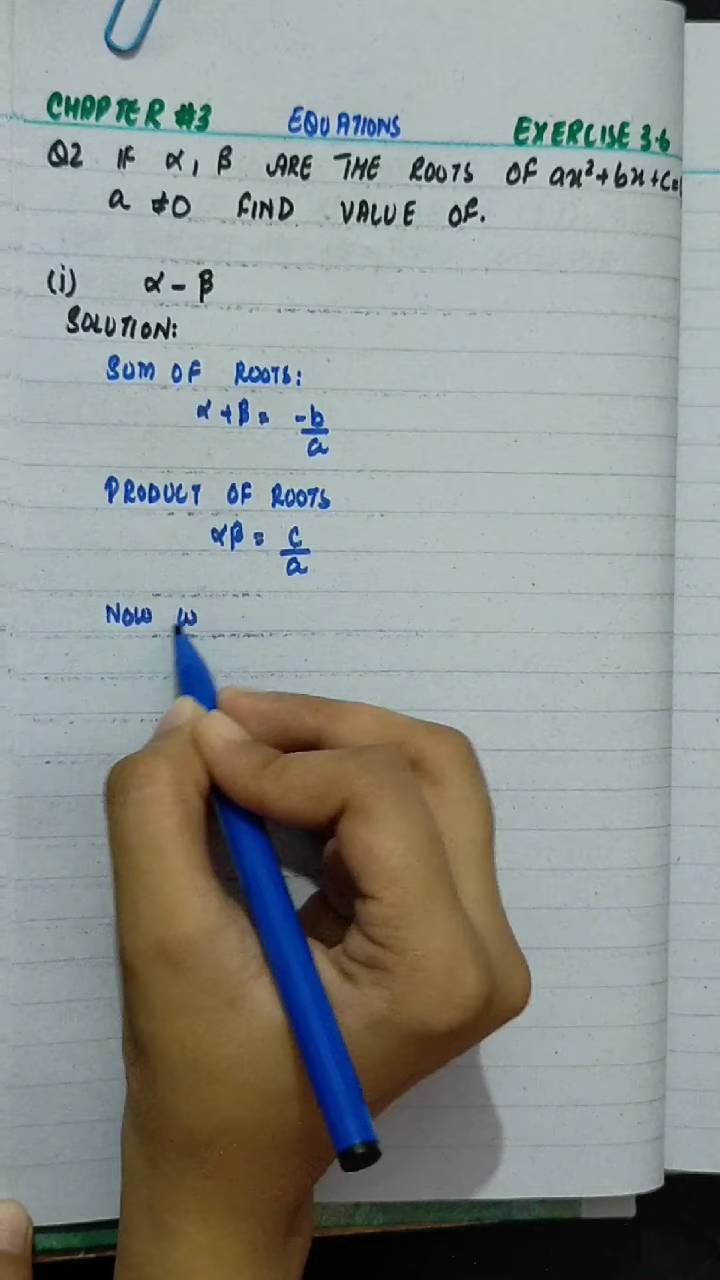 CHAPTER #3 EQUATIONS EXERCISE 3.6
Q2 IF α, β ARE THE ROOTS OF ax²+bx+c=
a ≠0 FIND VALUE OF.
(i) α - β
SOLUTION:
SUM OF ROOTS:
α + β = -b/a
PRODUCT OF ROOTS
αβ = c/a
NOW w